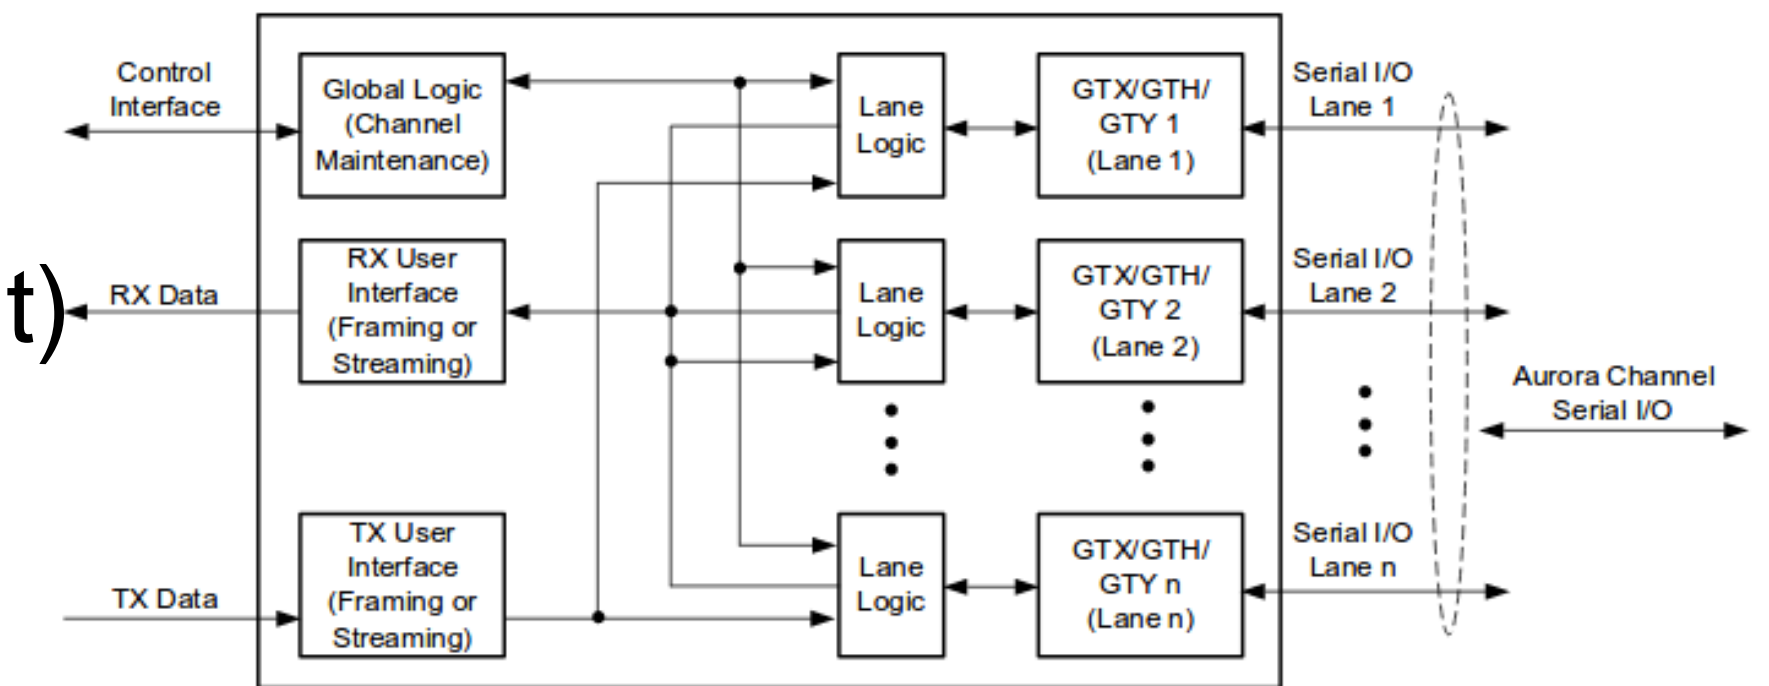 Control
Interface
Global Logic
(Channel
Maintenance)
Lane
Logic
GTX/GTH/
GTY 1
(Lane 1)
Serial I/O
Lane 1
t)
RX Data
RX User
Interface
(Framing or
Streaming)
Lane
Logic
GTX/GTH/
GTY 2
(Lane 2)
Serial I/O
Lane 2
Aurora Channel
Serial I/O
TX Data
TX User
Interface
(Framing or
Streaming)
Lane
Logic
GTX/GTH/
GTY n
(Lane n)
Serial I/O
Lane n